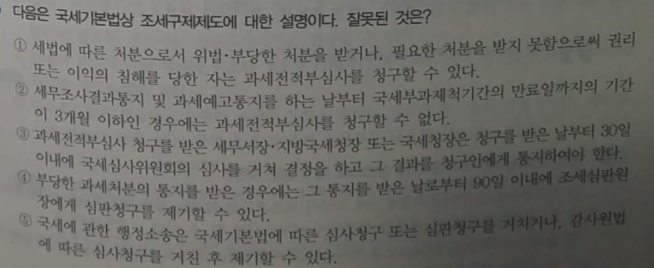 다음은 국세기본법상 조세구제제도에 대한 설명이다. 잘못된 것은?
① 세법에 따른 처분으로서 위법·부당한 처분을 받거나, 필요한 처분을 받지 못함으로써 권리
또는 이익의 침해를 당한 자는 과세전적부심사를 청구할 수 있다.
② 세무조사결과통지 및 과세예고통지를 하는 날부터 국세부과제척기간의 만료일까지의 기간
이 3개월 이하인 경우에는 과세전적부심사를 청구할 수 없다.
③ 과세전적부심사 청구를 받은 세무서장·지방국세청장 또는 국세청장은 청구를 받은 날부터 30일
이내에 국세심사위원회의 심사를 거쳐 결정을 하고 그 결과를 청구인에게 통지하여야 한다.
④ 부당한 과세처분의 통지를 받은 경우에는 그 통지를 받은 날로부터 90일 이내에 조세심판원
장에게 심판청구를 제기할 수 있다.
⑤ 국세에 관한 행정소송은 국세기본법에 따른 심사청구 또는 심판청구를 거치거나, 감사원법
에 따른 심사청구를 거친 후 제기할 수 있다.